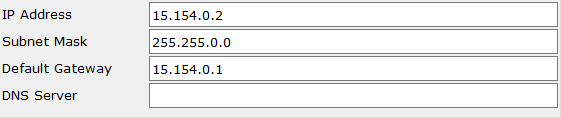 IP Address 15.154.0.2
Subnet Mask 255.255.0.0
Default Gateway 15.154.0.1
DNS Server